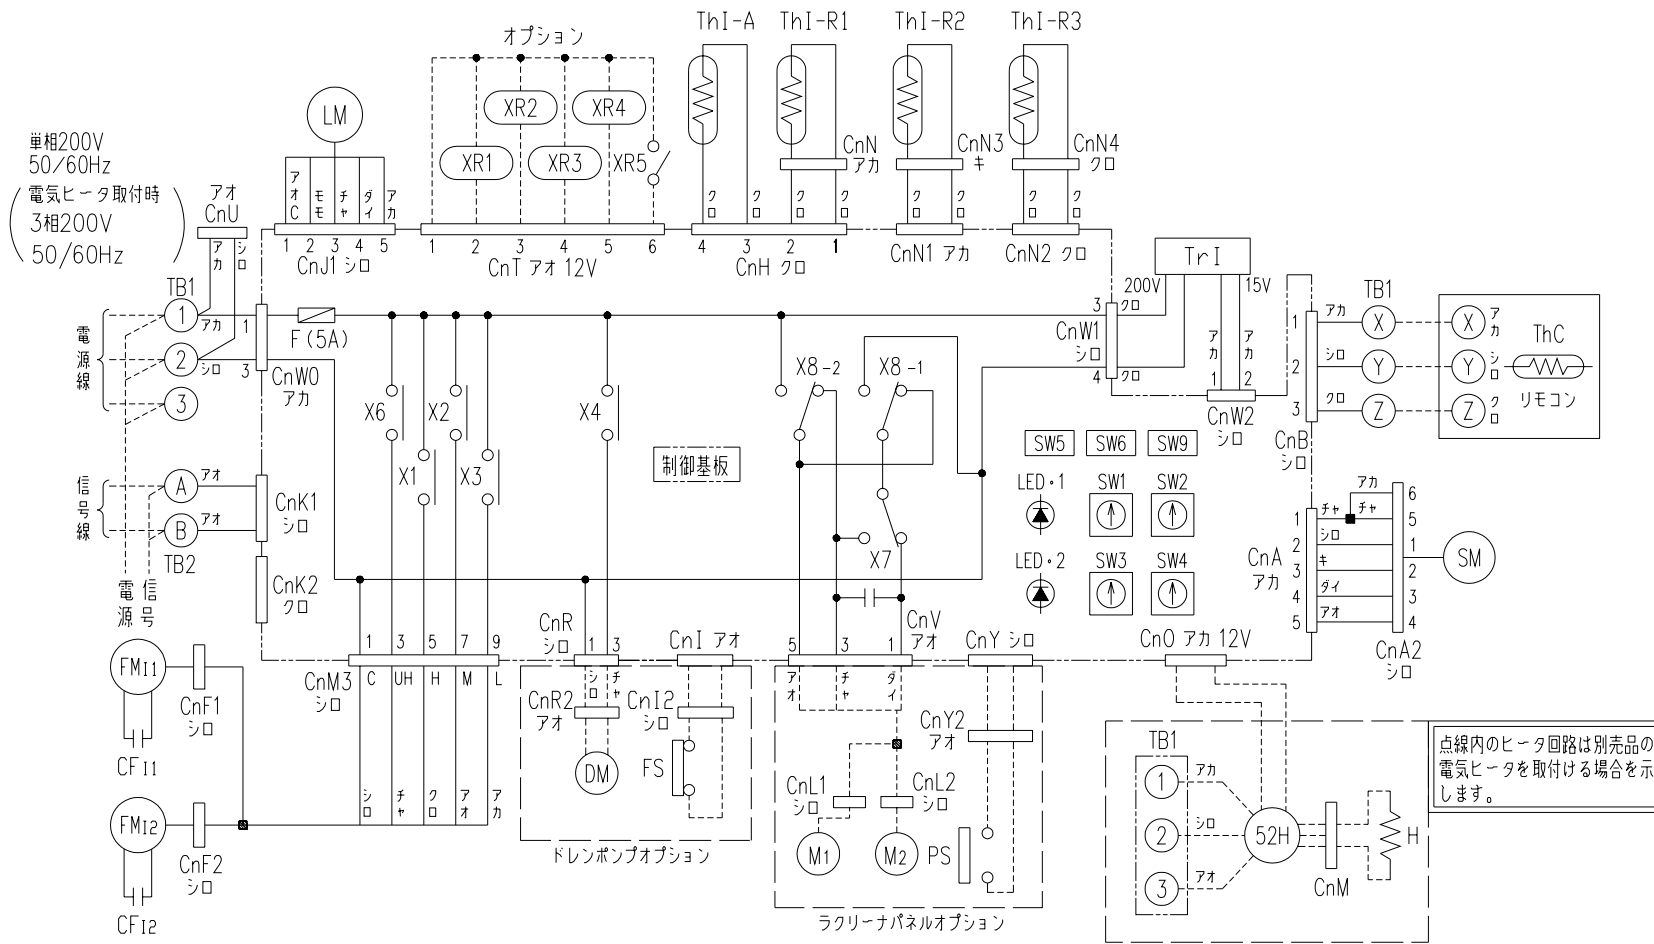 ThI-A ThI-R1 ThI-R2 ThI-R3
オプション
LM
XR2 XR4
XR1 XR3 XR5
CnN アカ
CnN3 キ
CnN4 クロ
単相200V
50/60Hz
電気ヒータ取付時
3相200V
50/60Hz
アオ
CnU
アカ シロ
アオC モモ チャ ダイ アカ
クロ クロ クロ クロ クロ クロ クロ クロ
1 2 3 4 5
CnJ1 シロ
1 2 3 4 5 6
CnT アオ 12V
4 3 2 1
CnH クロ
CnN1 アカ
CnN2 クロ
TrI
200V 15V
TB1
1 アカ 1
2 シロ 3
3
電源線
F(5A)
CnW0
アカ
3 クロ
CnW1
シロ
4 クロ
アカ アカ
1 2
CnW2
シロ
TB1
1 アカ X X アカ
2 シロ Y Y シロ
3 クロ Z Z クロ
ThC
リモコン
CnB
シロ
X6 X2 X4 X8-2 X8-1
X1 X3 X7
制御基板
SW5 SW6 SW9
LED・1 SW1 SW2
LED・2 SW3 SW4
信号線
A アオ
B アオ
TB2
CnK1
シロ
CnK2
クロ
電源 信号
CnA
アカ
1 チャ チャ 5
アカ 6
2 シロ 1
3 キ 2
4 ダイ 3
5 アオ 4
SM
CnA2
シロ
FMI1
CnF1
シロ
CFI1
FMI2
CnF2
シロ
CFI2
1 3 5 7 9
CnM3
シロ
C UH H M L
シロ チャ クロ アオ アカ
CnR
シロ
1 3
シロ チャ
CnR2
アオ
DM
CnI アオ
CnI2
シロ
FS
ドレンポンプオプション
CnV
アオ
5 3 1
アオ チャ ダイ
CnY シロ
CnY2
アオ
CnL1
シロ
CnL2
シロ
M1 M2 PS
ラクリーナパネルオプション
CnO アカ 12V
TB1
1 アカ
2 シロ
3 アオ
52H
CnM
H
点線内のヒータ回路は別売品の
電気ヒータを取付ける場合を示
します。